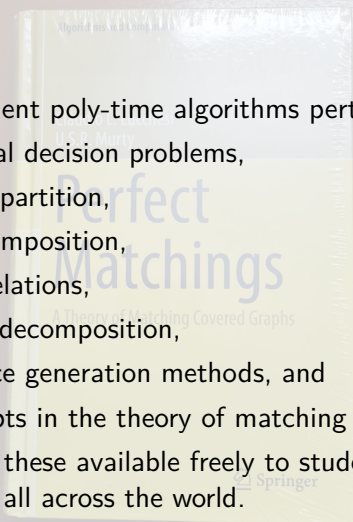 ent poly-time algorithms pert
al decision problems,
partition,
mposition,
elations,
decomposition,
ce generation methods, and
pts in the theory of matching
these available freely to stude
all across the world.
U.S.R. Murty
Perfect
Matchings
A Theory of Matching Covered Graphs
Springer